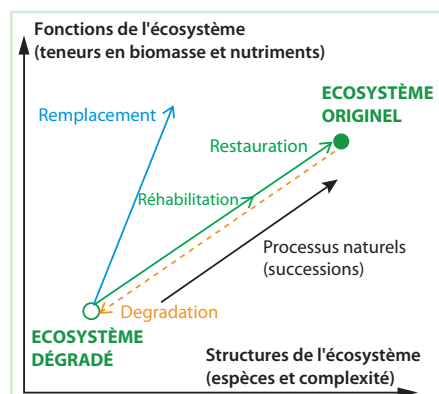 Fonctions de l'écosystème
(teneurs en biomasse et nutriments)
ECOSYSTÈME
ORIGINEL
Remplacement
Restauration
Réhabilitation
Processus naturels
(successions)
Degradation
ECOSYSTÈME
DÉGRADÉ
Structures de l'écosystème
(espèces et complexité)